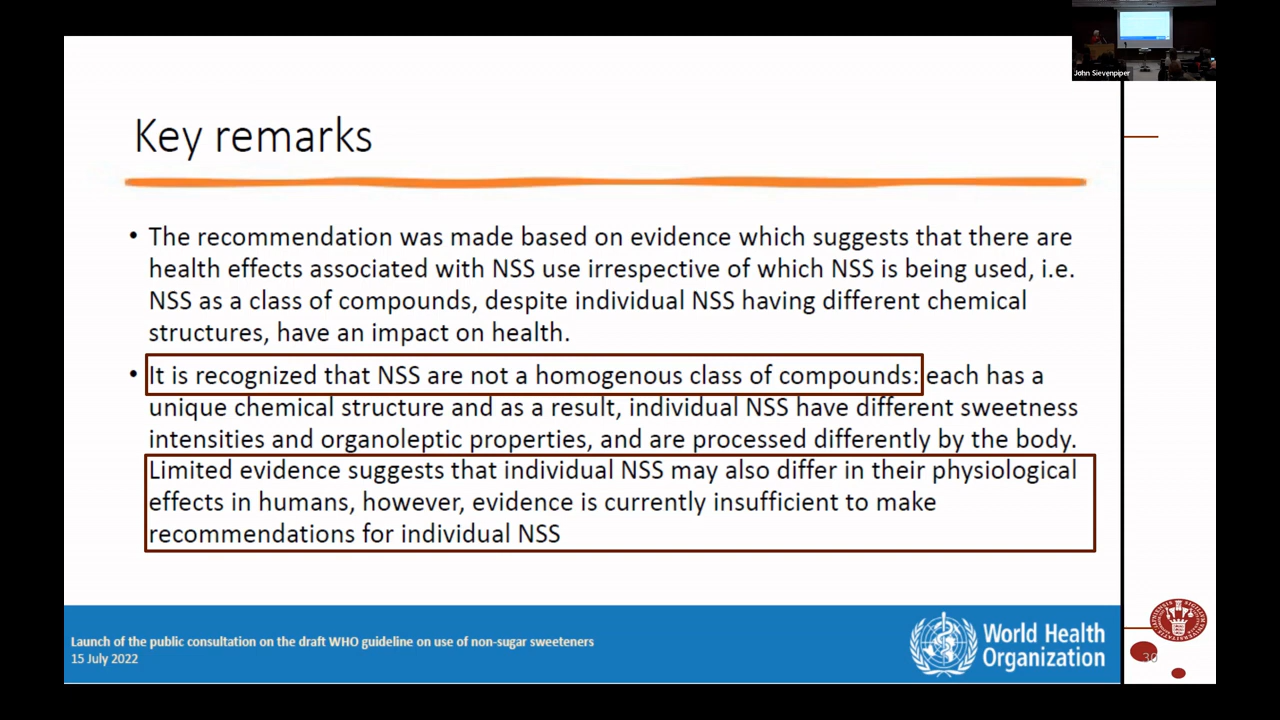 John Sievenpiper
Key remarks
• The recommendation was made based on evidence which suggests that there are
health effects associated with NSS use irrespective of which NSS is being used, i.e.
NSS as a class of compounds, despite individual NSS having different chemical
structures, have an impact on health.
• It is recognized that NSS are not a homogenous class of compounds: each has a
unique chemical structure and as a result, individual NSS have different sweetness
intensities and organoleptic properties, and are processed differently by the body.
Limited evidence suggests that individual NSS may also differ in their physiological
effects in humans, however, evidence is currently insufficient to make
recommendations for individual NSS
Launch of the public consultation on the draft WHO guideline on use of non-sugar sweeteners
15 July 2022
World Health
Organization
30